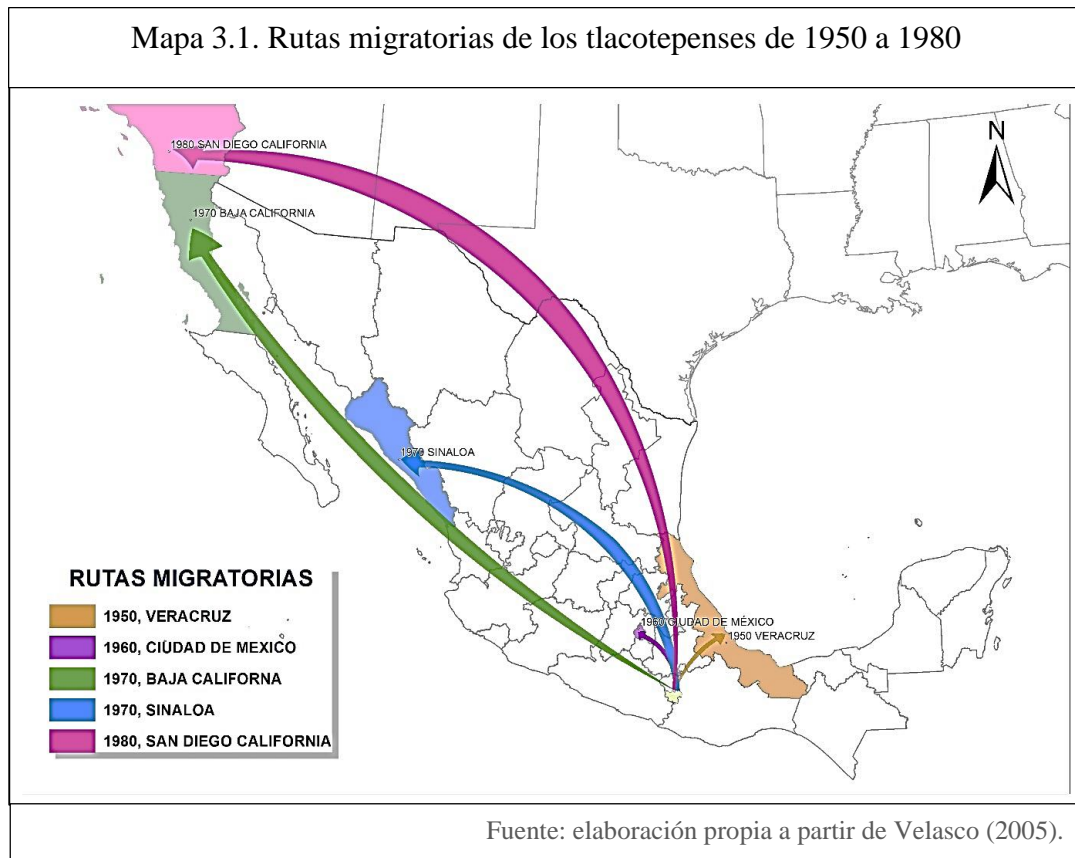 Mapa 3.1. Rutas migratorias de los tlacotepenses de 1950 a 1980
N
1980 SAN DIEGO CALIFORNIA
1970 BAJA CALIFORNIA
1970 SINALOA
1960 CIUDAD DE MÉXICO
1950 VERACRUZ
RUTAS MIGRATORIAS
1950, VERACRUZ
1960, CIUDAD DE MEXICO
1970, BAJA CALIFORNA
1970, SINALOA
1980, SAN DIEGO CALIFORNIA
Fuente: elaboración propia a partir de Velasco (2005).